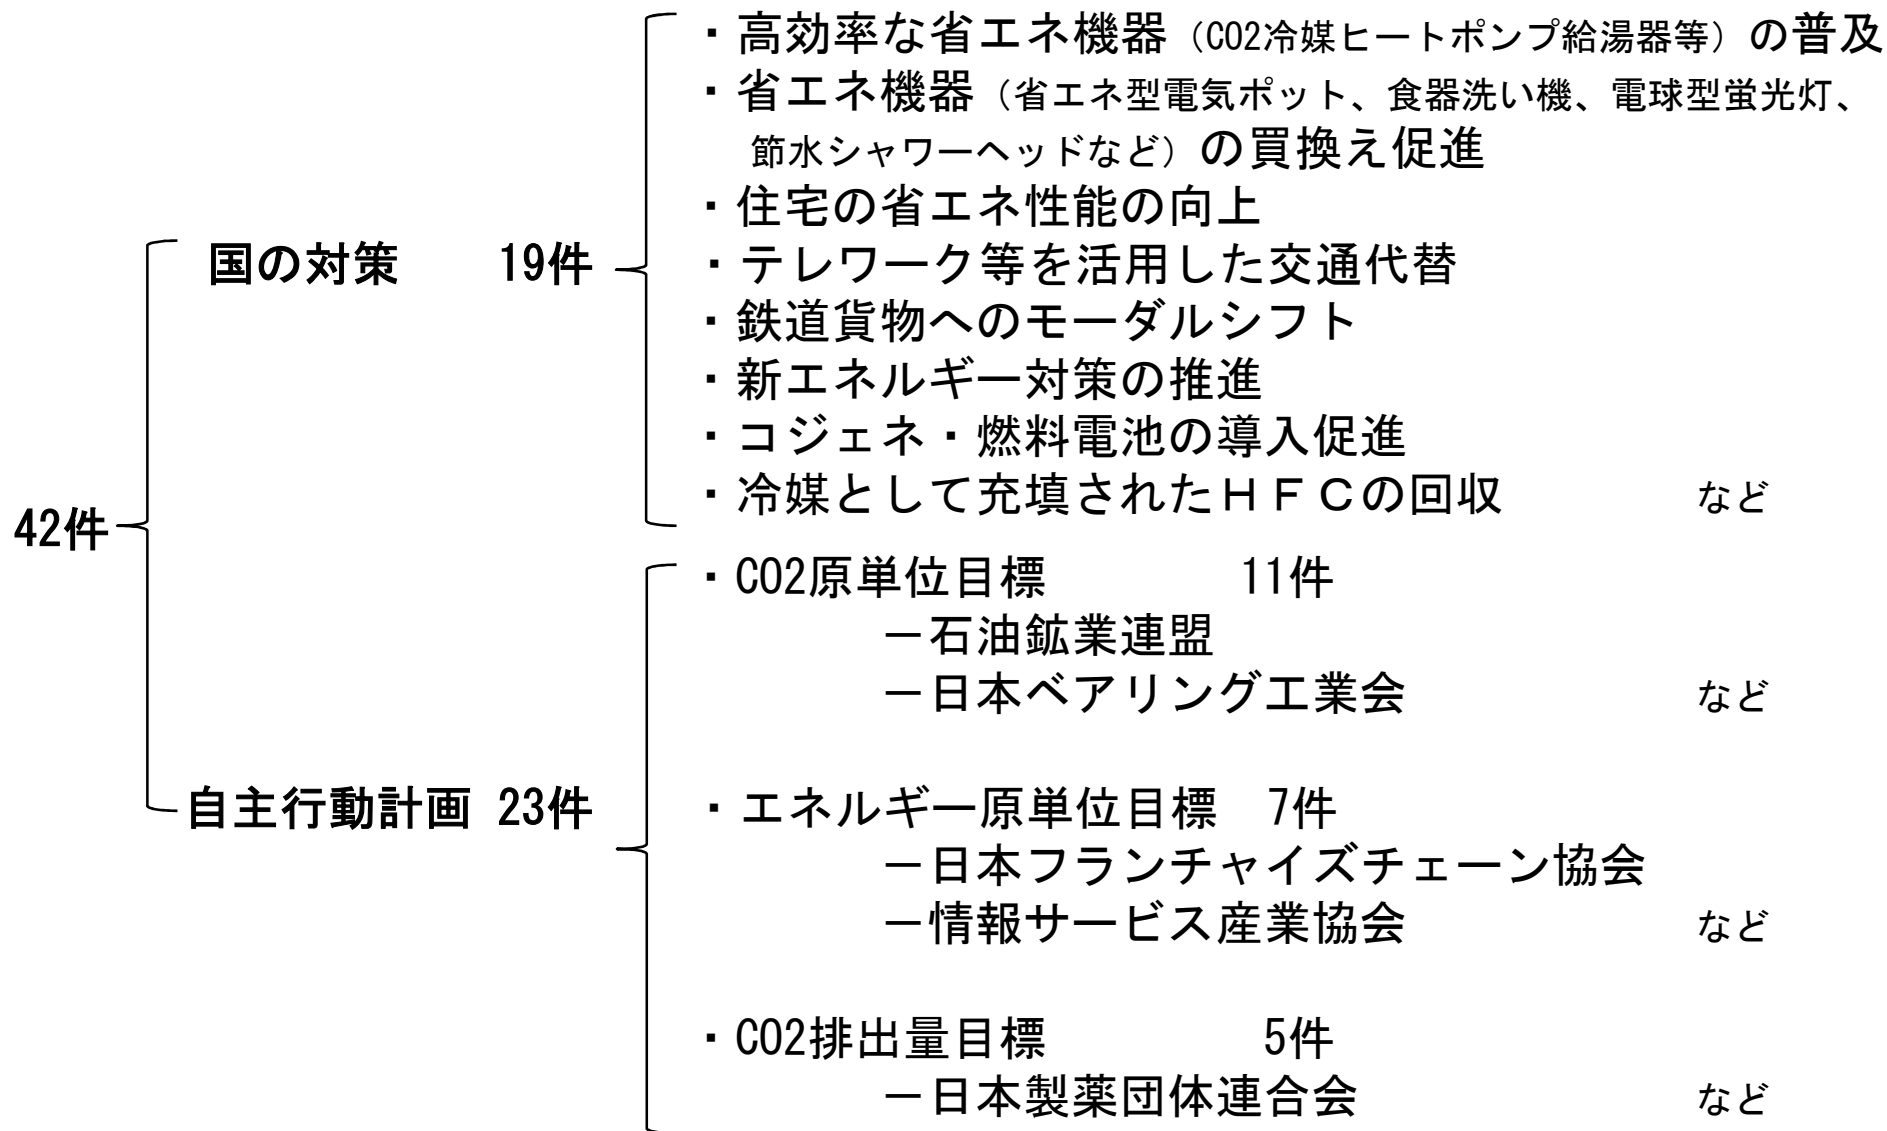 ・高効率な省エネ機器（CO2冷媒ヒートポンプ給湯器等）の普及
・省エネ機器（省エネ型電気ポット、食器洗い機、電球型蛍光灯、
節水シャワーヘッドなど）の買換え促進
・住宅の省エネ性能の向上
国の対策 19件
・テレワーク等を活用した交通代替
・鉄道貨物へのモーダルシフト
・新エネルギー対策の推進
・コジェネ・燃料電池の導入促進
・冷媒として充填されたＨＦＣの回収 など
42件
・CO2原単位目標 11件
－石油鉱業連盟
－日本ベアリング工業会 など
自主行動計画 23件
・エネルギー原単位目標 7件
－日本フランチャイズチェーン協会
－情報サービス産業協会 など
・CO2排出量目標 5件
－日本製薬団体連合会 など